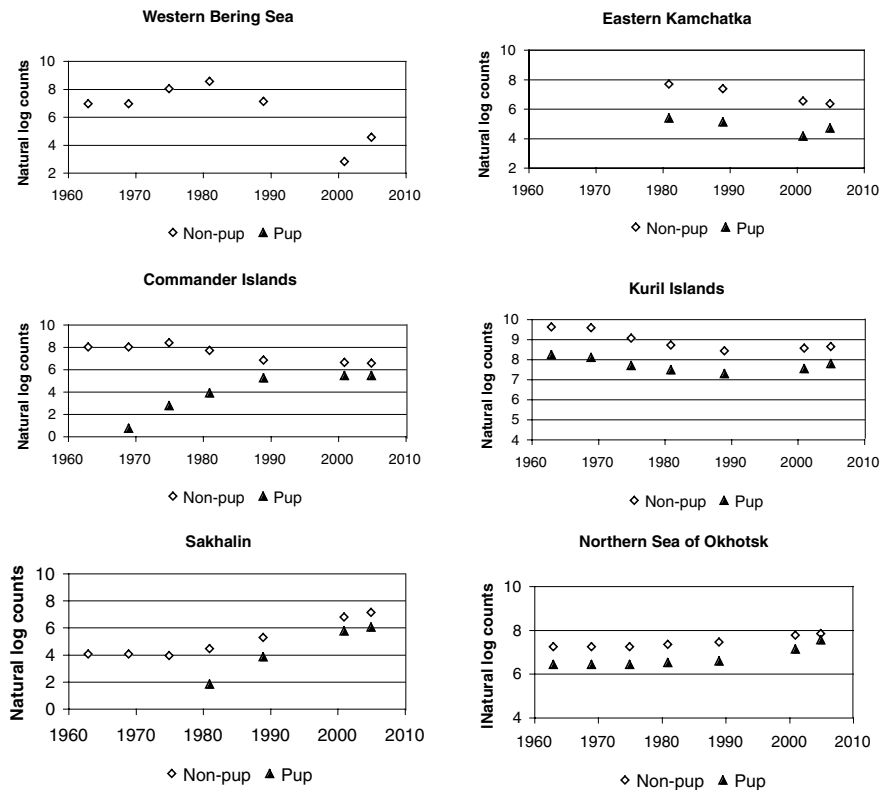 Western Bering Sea
Natural log counts
10
8
6
4
2
1960 1970 1980 1990 2000 2010
Non-pup Pup
Eastern Kamchatka
Natural log counts
10
8
6
4
2
1960 1970 1980 1990 2000 2010
Non-pup Pup
Commander Islands
Natural log counts
10
8
6
4
2
0
1960 1970 1980 1990 2000 2010
Non-pup Pup
Kuril Islands
Natural log counts
10
9
8
7
6
5
4
1960 1970 1980 1990 2000 2010
Non-pup Pup
Sakhalin
Natural log counts
10
8
6
4
2
0
1960 1970 1980 1990 2000 2010
Non-pup Pup
Northern Sea of Okhotsk
lNatural log counts
10
8
6
4
1960 1970 1980 1990 2000 2010
Non-pup Pup